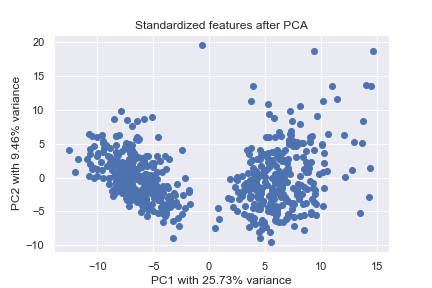 Standardized features after PCA
20
15
10
5
0
−5
−10
PC2 with 9.46% variance
−10 −5 0 5 10 15
PC1 with 25.73% variance